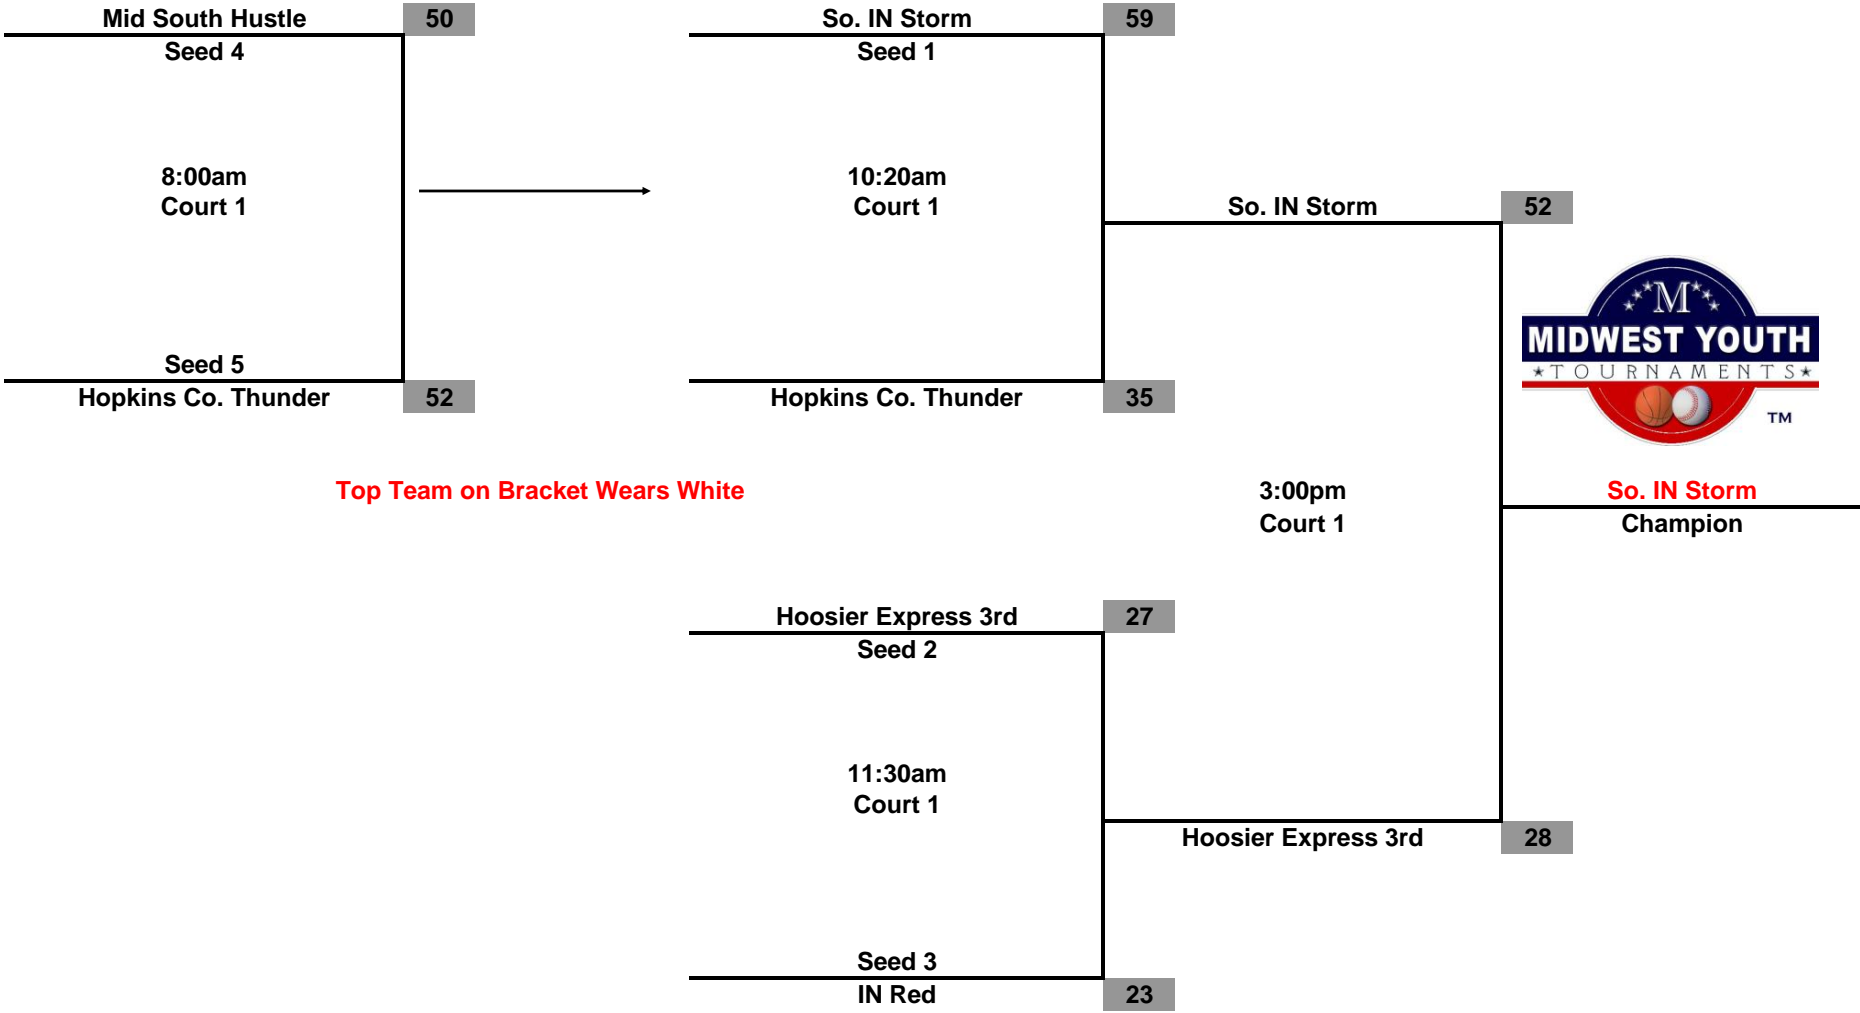 Mid South Hustle 50
Seed 4
8:00am
Court 1
Seed 5
Hopkins Co. Thunder 52
So. IN Storm 59
Seed 1
10:20am
Court 1
Hopkins Co. Thunder 35
So. IN Storm 52
M
MIDWEST YOUTH
TOURNAMENTS
TM
Top Team on Bracket Wears White
3:00pm
Court 1
So. IN Storm
Champion
Hoosier Express 3rd 27
Seed 2
11:30am
Court 1
Hoosier Express 3rd 28
Seed 3
IN Red 23